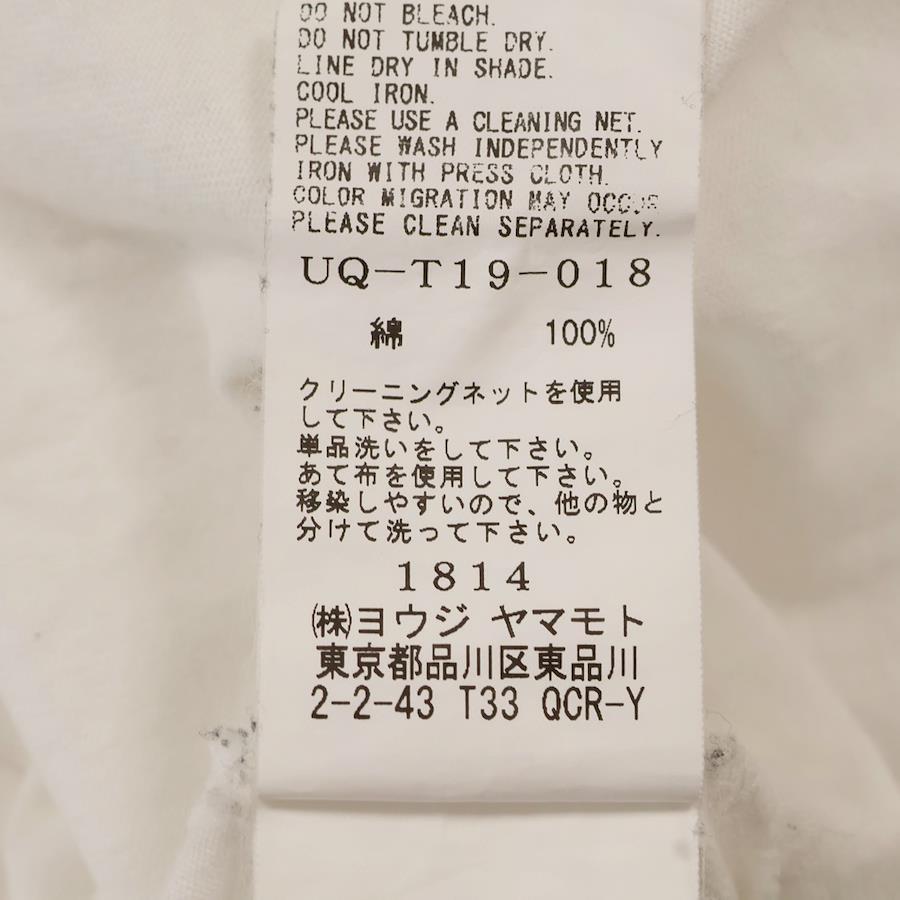 DO NOT BLEACH.
DO NOT TUMBLE DRY.
LINE DRY IN SHADE.
COOL IRON.
PLEASE USE A CLEANING NET.
PLEASE WASH INDEPENDENTLY
IRON WITH PRESS CLOTH.
COLOR MIGRATION MAY OCCUR
PLEASE CLEAN SEPARATELY.
UQ-T19-018
綿 100%
クリーニングネットを使用
して下さい。
単品洗いをして下さい。
あて布を使用して下さい。
移染しやすいので、他の物と
分けて洗って下さい。
1814
㈱ヨウジ ヤマモト
東京都品川区東品川
2-2-43 T33 QCR-Y